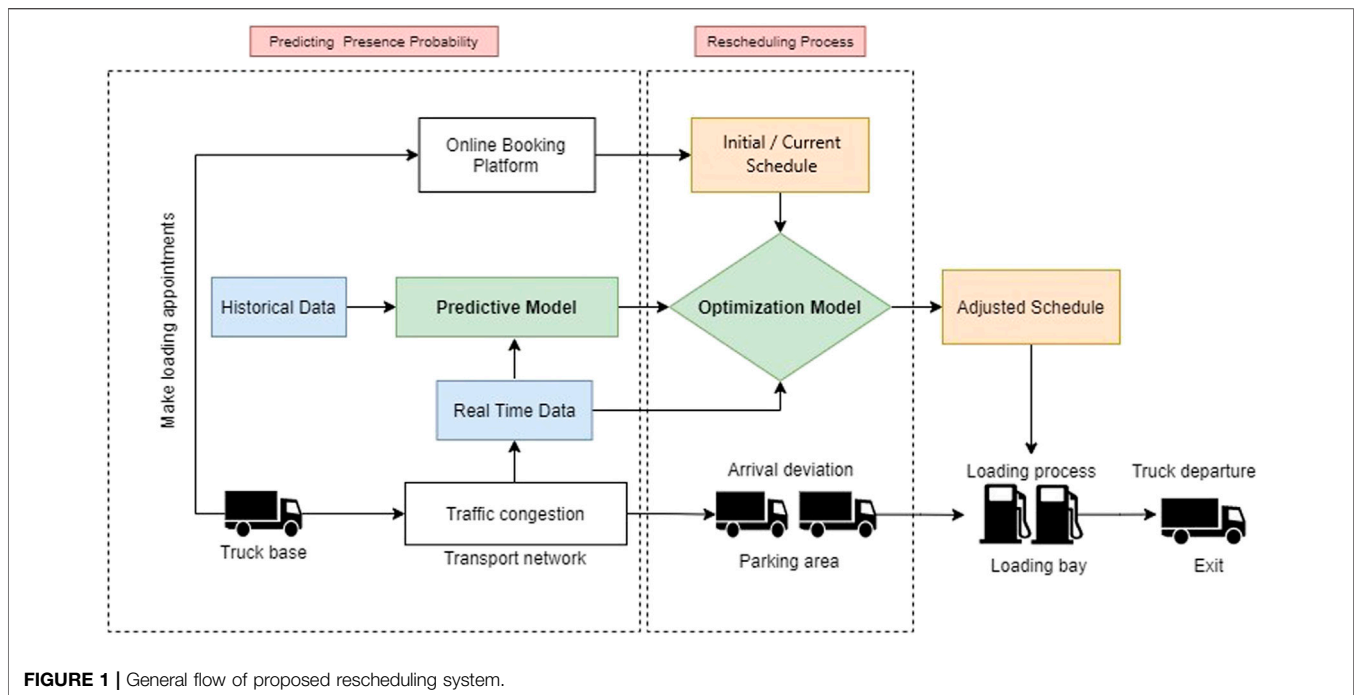 Predicting Presence Probability
Rescheduling Process
Online Booking
Platform
Initial / Current
Schedule
Make loading appointments
Historical Data
Predictive Model
Optimization Model
Adjusted Schedule
Real Time Data
Traffic congestion
Transport network
Truck base
Arrival deviation
Parking area
Loading process
Loading bay
Truck departure
Exit
FIGURE 1 | General flow of proposed rescheduling system.